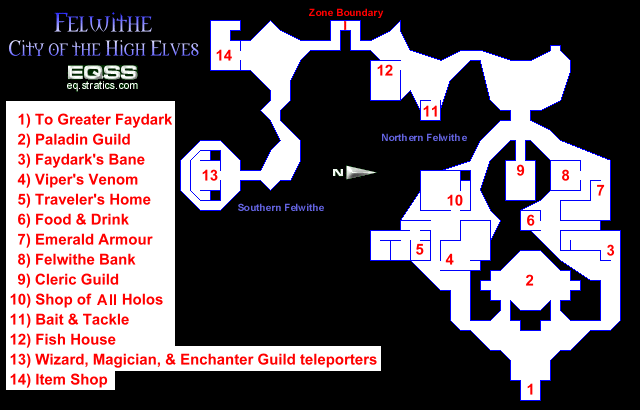 FELWITHE
CITY OF THE HIGH ELVES
EQSS
eq.stratics.com
1) To Greater Faydark
2) Paladin Guild
3) Faydark's Bane
4) Viper's Venom
5) Traveler's Home
6) Food & Drink
7) Emerald Armour
8) Felwithe Bank
9) Cleric Guild
10) Shop of All Holos
11) Bait & Tackle
12) Fish House
13) Wizard, Magician, & Enchanter Guild teleporters
14) Item Shop
Zone Boundary
14
12
11
Northern Felwithe
13
N
Southern Felwithe
9
8
7
10
6
5
4
3
2
1